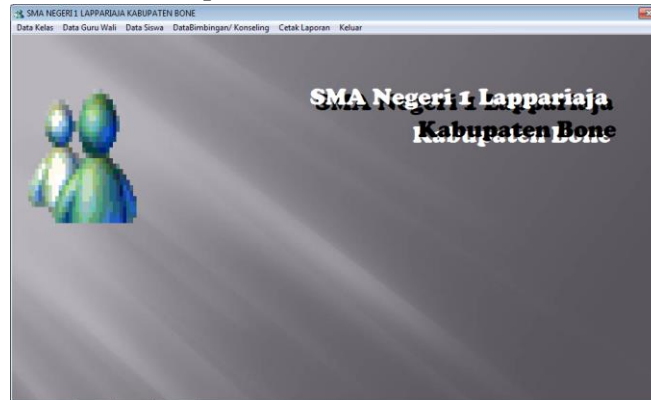 SMA NEGERI 1 LAPPARIAJA KABUPATEN BONE
Data Kelas Data Guru Wali Data Siswa DataBimbingan/ Konseling Cetak Laporan Keluar
SMA Negeri 1 Lappariaja
Kabupaten Bone